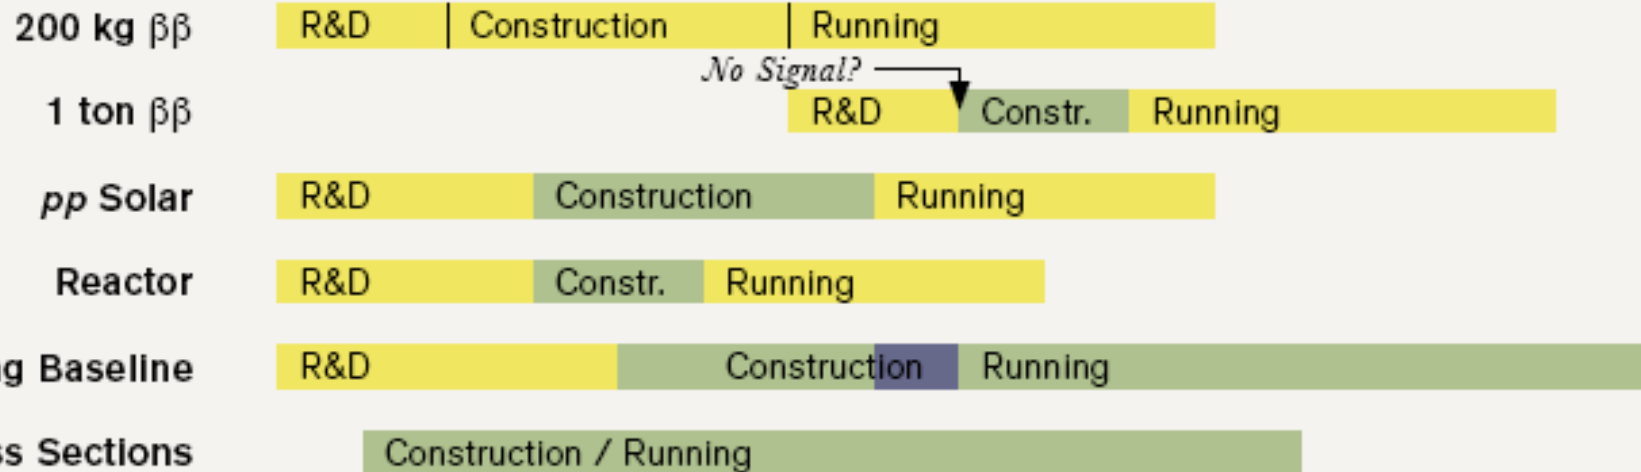 200 kg ββ R&D Construction Running
No Signal?
1 ton ββ R&D Constr. Running
pp Solar R&D Construction Running
Reactor R&D Constr. Running
g Baseline R&D Construction Running
ss Sections Construction / Running